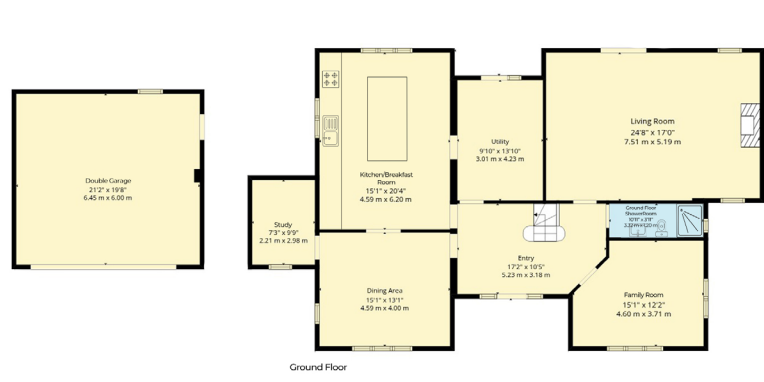 Double Garage
21'2" x 19'8"
6.45 m x 6.00 m
Study
7'3" x 9'9"
2.21 m x 2.98 m
Kitchen/Breakfast
Room
15'1" x 20'4"
4.59 m x 6.20 m
Dining Area
15'1" x 13'1"
4.59 m x 4.00 m
Utility
9'10" x 13'10"
3.01 m x 4.23 m
Entry
17'2" x 10'5"
5.23 m x 3.18 m
Living Room
24'8" x 17'0"
7.51 m x 5.19 m
Ground Floor
ShowerRoom
Family Room
15'1" x 12'2"
4.60 m x 3.71 m
Ground Floor